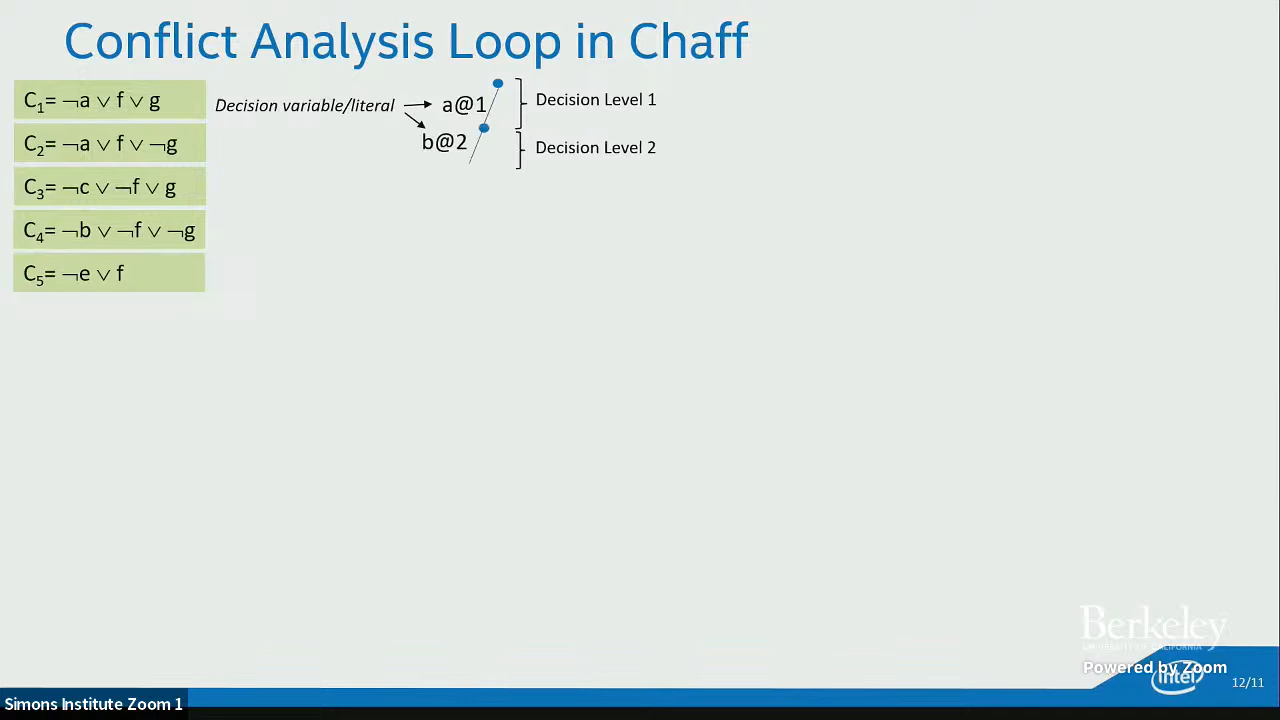 Conflict Analysis Loop in Chaff
C1= ¬a ∨ f ∨ g
C2= ¬a ∨ f ∨ ¬g
C3= ¬c ∨ ¬f ∨ g
C4= ¬b ∨ ¬f ∨ ¬g
C5= ¬e ∨ f
Decision variable/literal
a@1
b@2
Decision Level 1
Decision Level 2
Berkeley
UNIVERSITY OF CALIFORNIA
Powered by Zoom
intel
12/11
Simons Institute Zoom 1